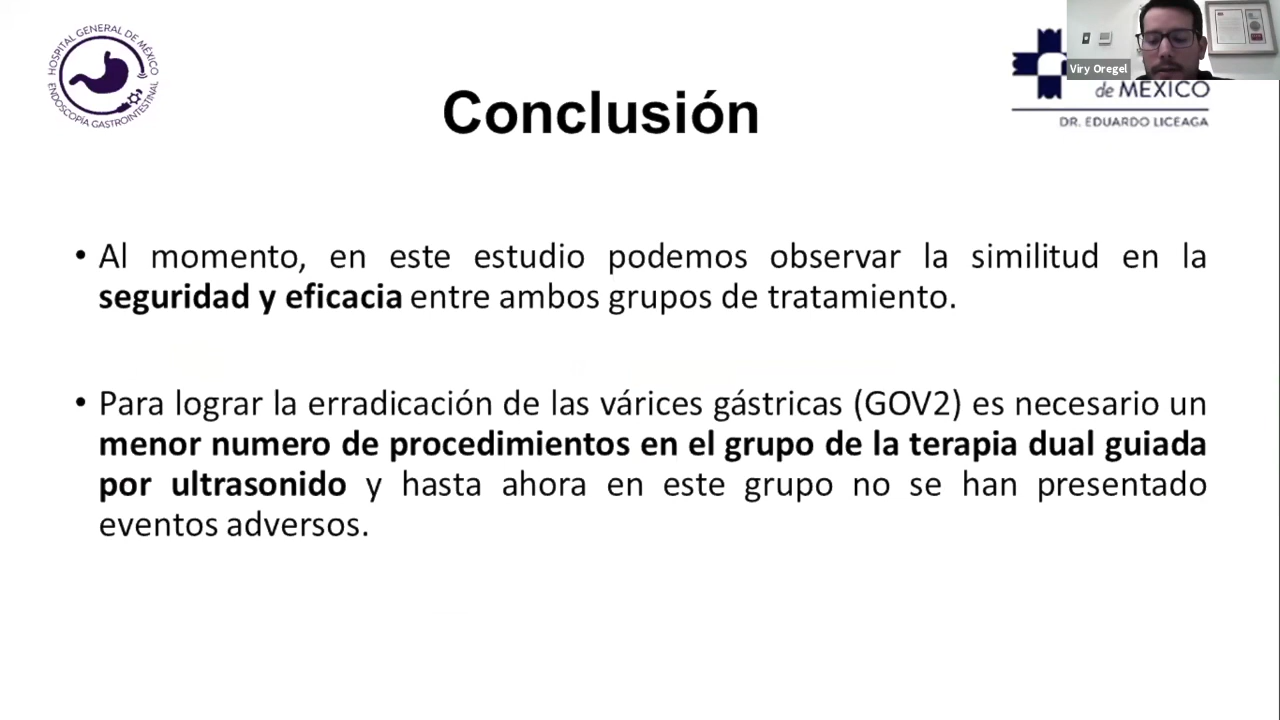 HOSPITAL GENERAL DE MÉXICO
ENDOSCOPÍA GASTROINTESTINAL
Viry Oregel
de MÉXICO
DR. EDUARDO LICEAGA
Conclusión
• Al momento, en este estudio podemos observar la similitud en la
seguridad y eficacia entre ambos grupos de tratamiento.
• Para lograr la erradicación de las várices gástricas (GOV2) es necesario un
menor numero de procedimientos en el grupo de la terapia dual guiada
por ultrasonido y hasta ahora en este grupo no se han presentado
eventos adversos.